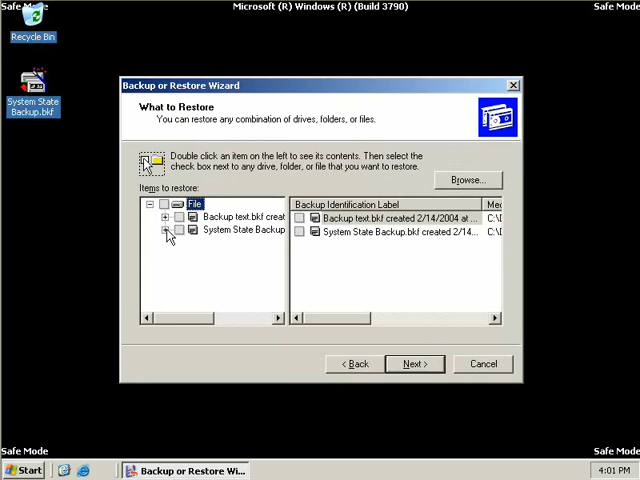 Safe Mode
Microsoft (R) Windows (R) (Build 3790)
Safe Mode
Recycle Bin
System State
Backup.bkf
Backup or Restore Wizard
What to Restore
You can restore any combination of drives, folders, or files.
Double click an item on the left to see its contents. Then select the
check box next to any drive, folder, or file that you want to restore.
Browse...
Items to restore:
File
Backup text.bkf creat
System State Backup
Backup Identification Label
Med
Backup text.bkf created 2/14/2004 at ...
C:\D
System State Backup.bkf created 2/14...
C:\D
< Back
Next >
Cancel
Safe Mode
Safe Mode
Start
Backup or Restore Wi...
4:01 PM